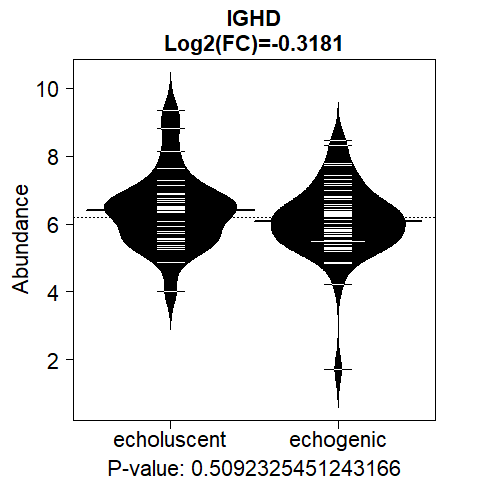 IGHD
Log2(FC)=-0.3181
Abundance
10
8
6
4
2
echoluscent
echogenic
P-value: 0.5092325451243166